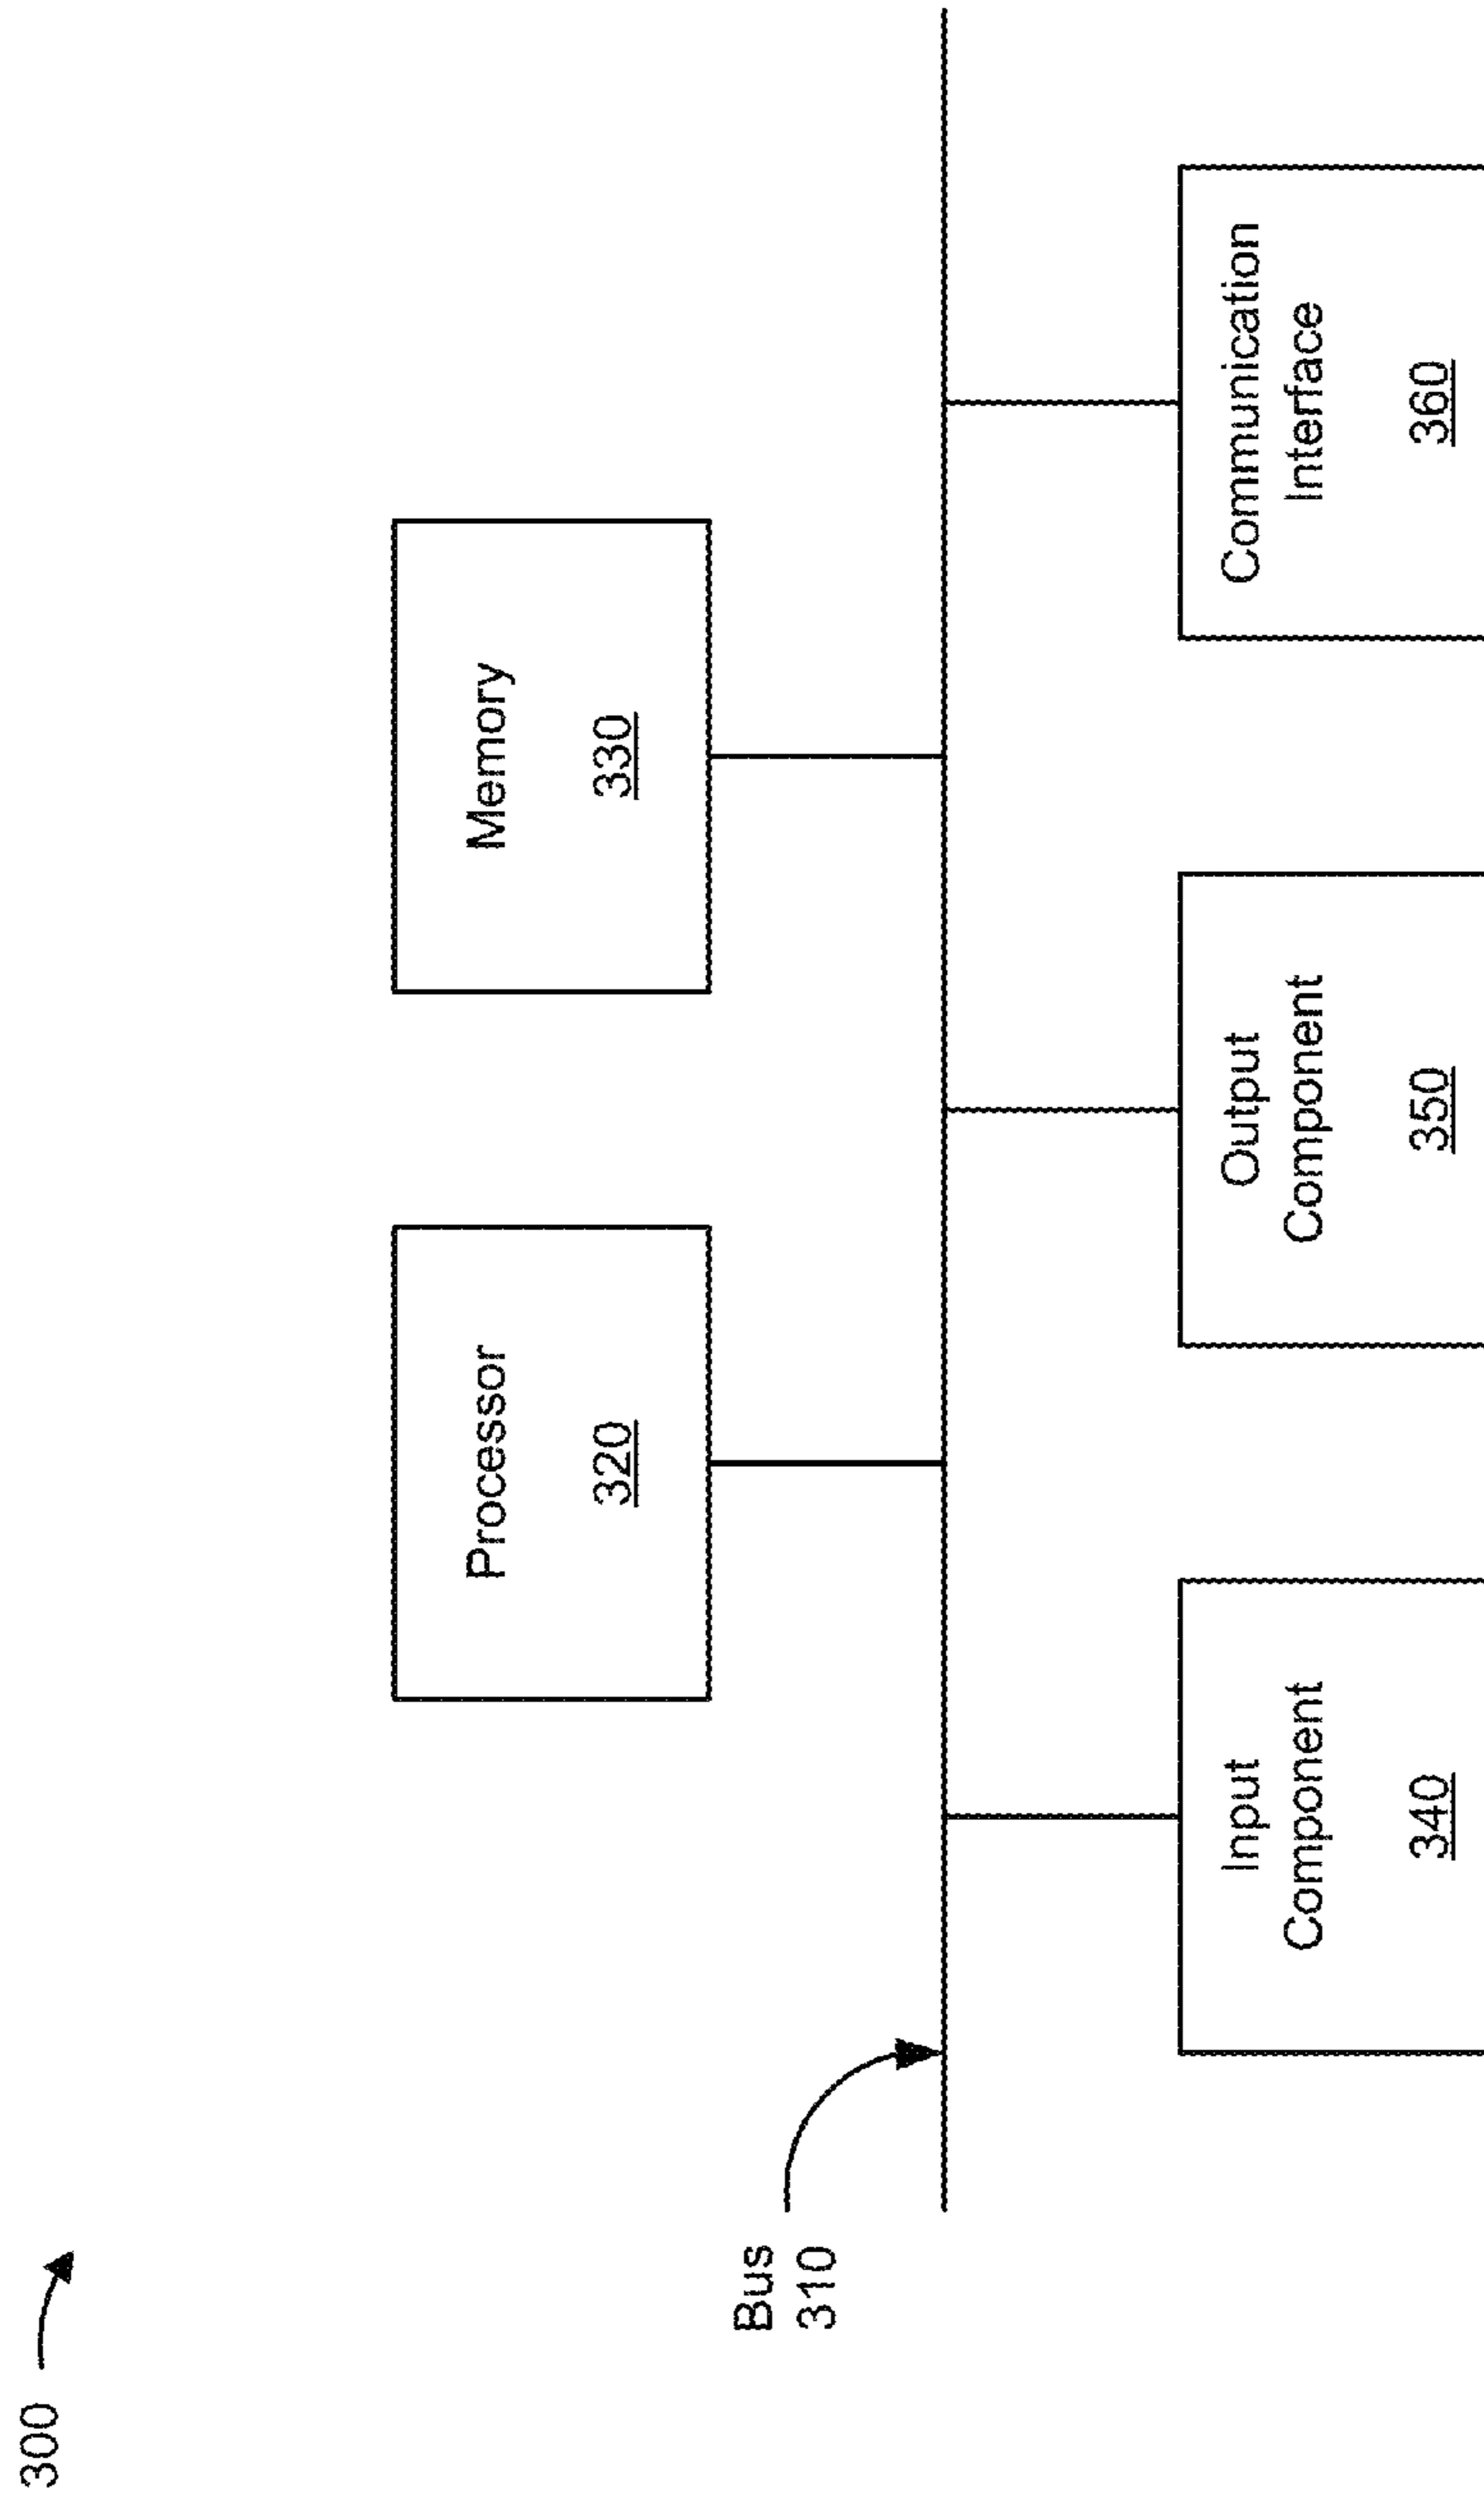 300
Processor
320
Memory
330
Bus
310
Input
Component
340
Output
Component
350
Communication
Interface
360